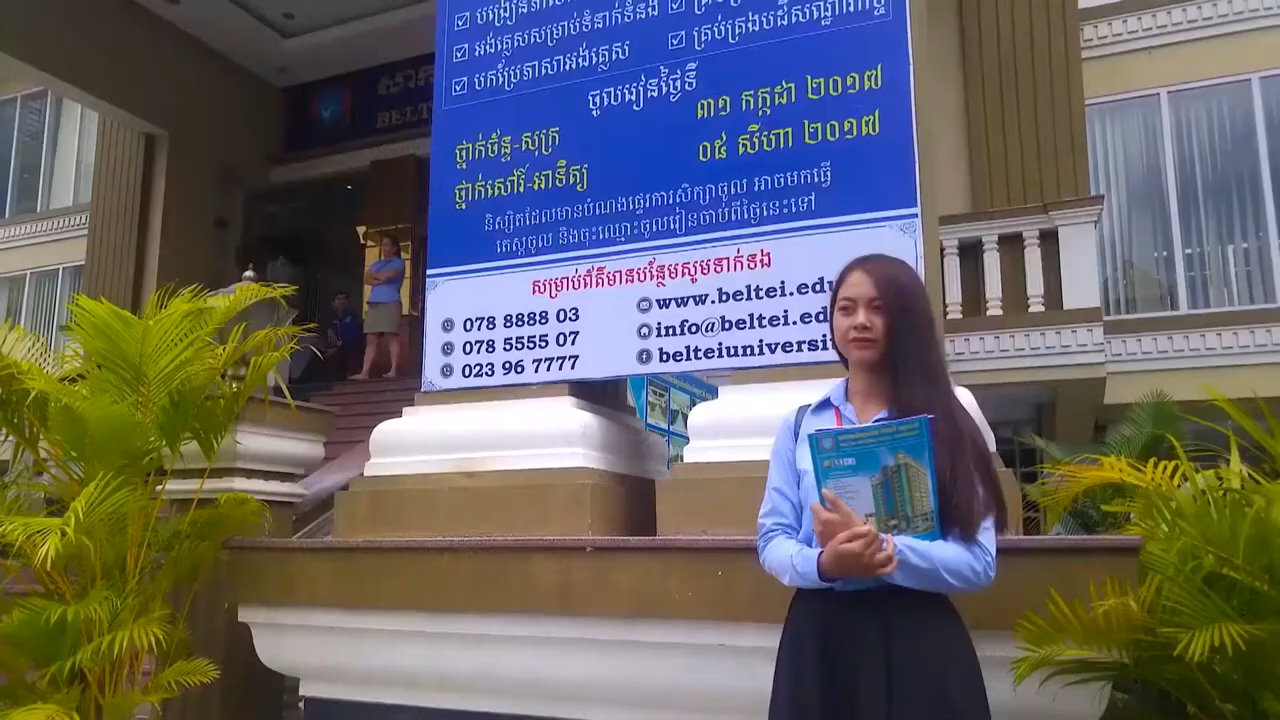 អង់គ្លេសសម្រាប់ទំនាក់ទំនង
បកប្រែភាសាអង់គ្លេស
គ្រប់គ្រងបដិសណ្ឋារកិច្ច
ចូលរៀនថ្ងៃទី
ថ្នាក់ច័ន្ទ-សុក្រ ៣១ កក្កដា ២០១៧
ថ្នាក់សៅរ៍-អាទិត្យ ០៥ សីហា ២០១៧
និស្សិតដែលមានបំណងផ្ទេរការសិក្សាចូល អាចមកធ្វើ
តេស្តចូល និងចុះឈ្មោះចូលរៀនចាប់ពីថ្ងៃនេះទៅ
សម្រាប់ព័ត៌មានបន្ថែមសូមទាក់ទង
078 8888 03
078 5555 07
023 96 7777
www.beltei.edu
info@beltei.ed
belteiuniversi